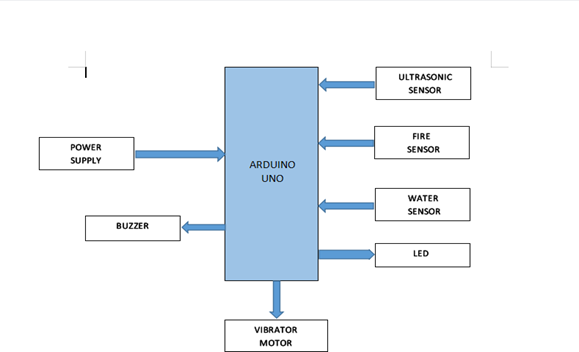 ULTRASONIC
SENSOR
FIRE
SENSOR
POWER
SUPPLY
ARDUINO
UNO
WATER
SENSOR
BUZZER
LED
VIBRATOR
MOTOR